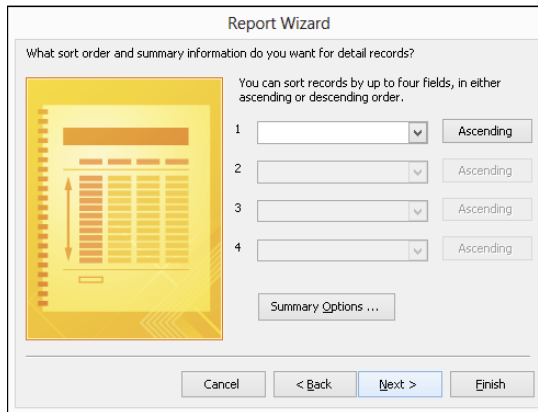 Report Wizard
What sort order and summary information do you want for detail records?
You can sort records by up to four fields, in either
ascending or descending order.
1 Ascending
2 Ascending
3 Ascending
4 Ascending
Summary Options ...
Cancel < Back Next > Finish